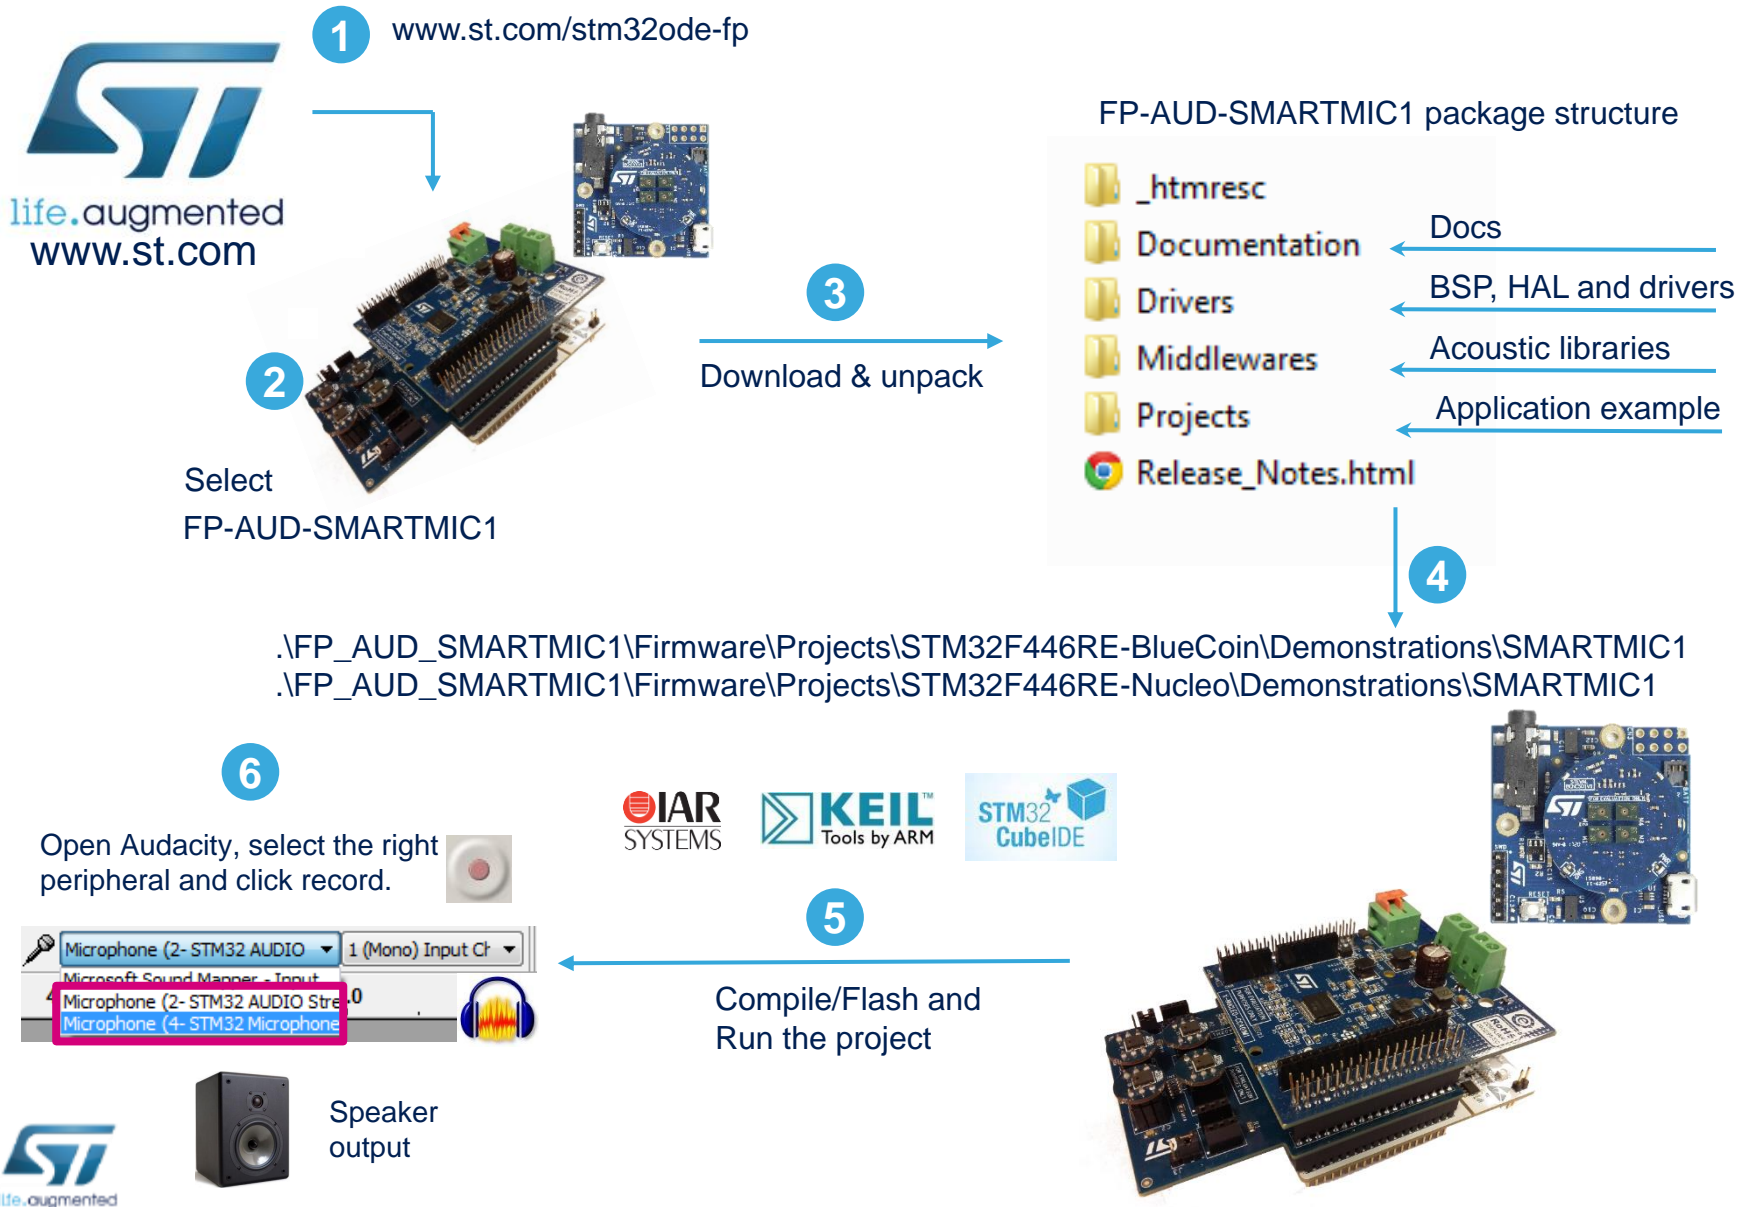 1
www.st.com/stm32ode-fp
life.augmented
www.st.com
2
Select
FP-AUD-SMARTMIC1
3
Download & unpack
FP-AUD-SMARTMIC1 package structure
_htmresc
Documentation
Docs
Drivers
BSP, HAL and drivers
Middlewares
Acoustic libraries
Projects
Application example
Release_Notes.html
4
.\FP_AUD_SMARTMIC1\Firmware\Projects\STM32F446RE-BlueCoin\Demonstrations\SMARTMIC1
.\FP_AUD_SMARTMIC1\Firmware\Projects\STM32F446RE-Nucleo\Demonstrations\SMARTMIC1
IAR
SYSTEMS
KEIL™
Tools by ARM
STM32
CubeIDE
5
Compile/Flash and
Run the project
6
Open Audacity, select the right
peripheral and click record.
Microphone (2- STM32 AUDIO
1 (Mono) Input Ch
Microsoft Sound Mapper - Input
Microphone (2- STM32 AUDIO Stre
.0
Microphone (4- STM32 Microphone
Speaker
output
life.augmented